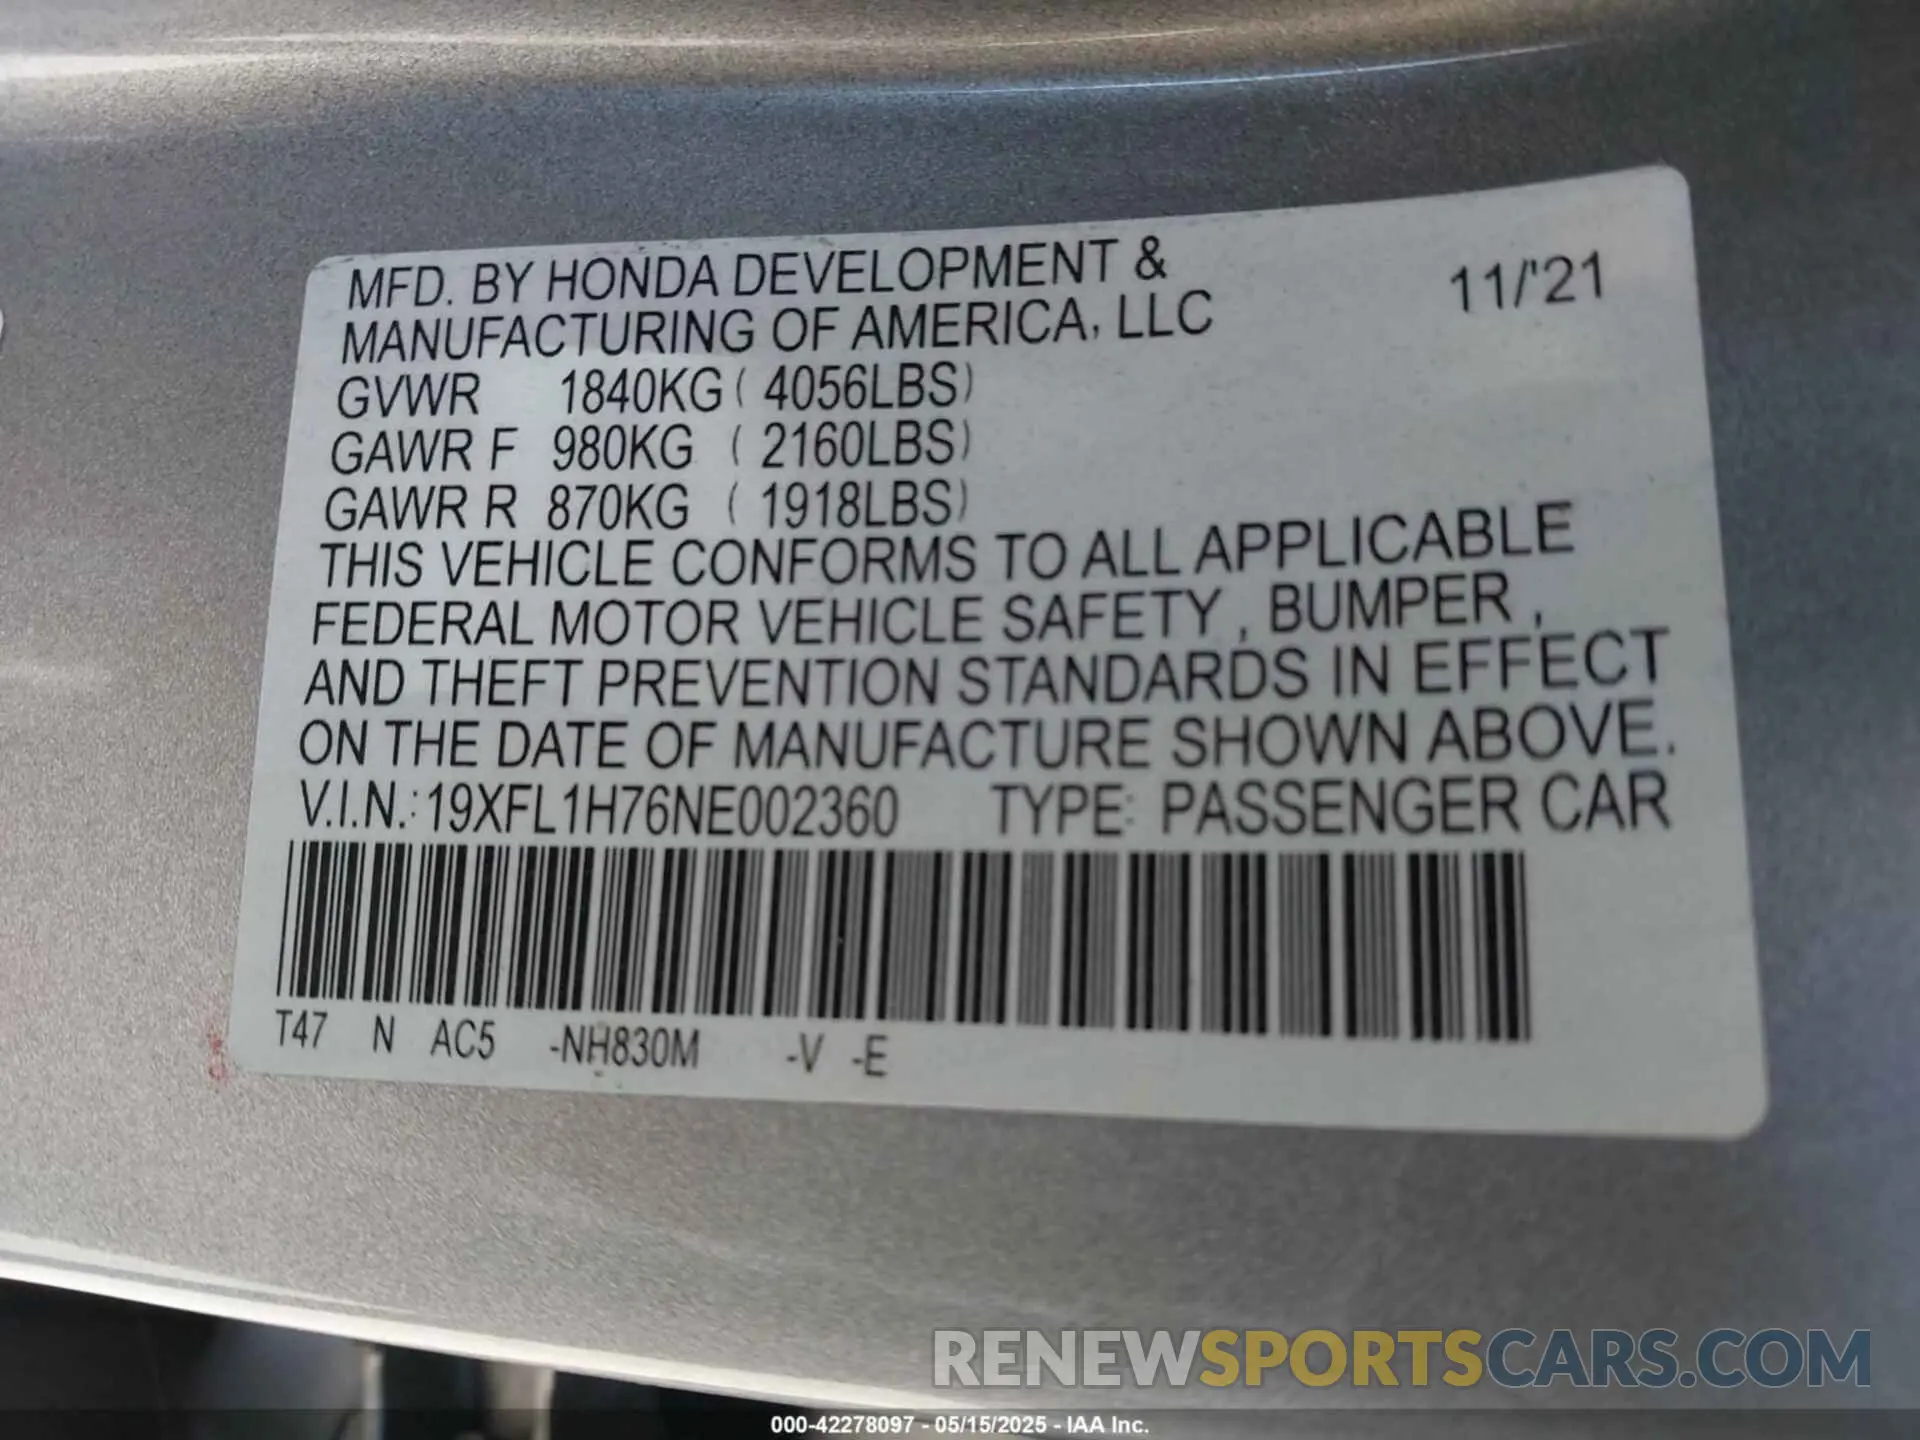 MFD. BY HONDA DEVELOPMENT & 11/'21
MANUFACTURING OF AMERICA, LLC
GVWR 1840KG ( 4056LBS)
GAWR F 980KG ( 2160LBS)
GAWR R 870KG ( 1918LBS)
THIS VEHICLE CONFORMS TO ALL APPLICABLE
FEDERAL MOTOR VEHICLE SAFETY , BUMPER ,
AND THEFT PREVENTION STANDARDS IN EFFECT
ON THE DATE OF MANUFACTURE SHOWN ABOVE.
V.I.N.: 19XFL1H76NE002360 TYPE: PASSENGER CAR
T47 N AC5 -NH830M -V -E
RENEWSPORTSCARS.COM
000-42278097 - 05/15/2025 - IAA Inc.